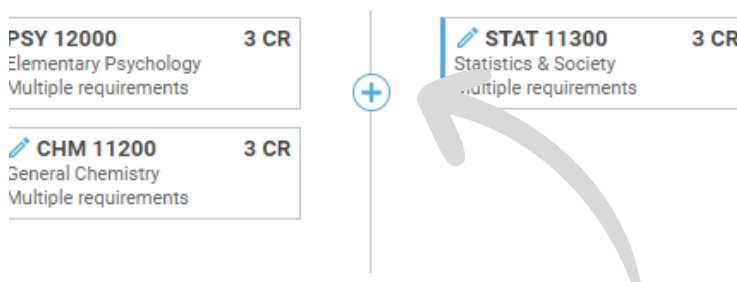 PSY 12000 3 CR
Elementary Psychology
Multiple requirements
CHM 11200 3 CR
General Chemistry
Multiple requirements
STAT 11300 3 CR
Statistics & Society
Multiple requirements